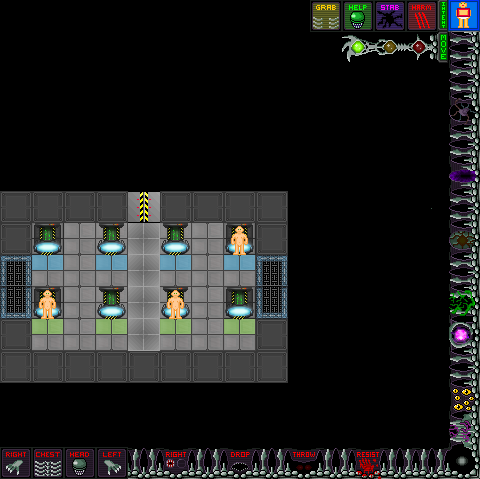 GRAB HELP STAB HARM INTENT
MOVE
RIGHT CHEST HEAD LEFT RIGHT DROP THROW RESIST